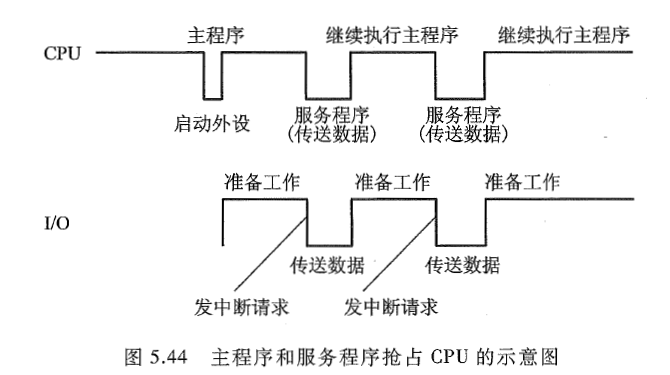 主程序 继续执行主程序 继续执行主程序
CPU
启动外设
服务程序 服务程序
(传送数据) (传送数据)
准备工作 准备工作 准备工作
I/O
传送数据 传送数据
发中断请求 发中断请求
图 5.44 主程序和服务程序抢占 CPU 的示意图